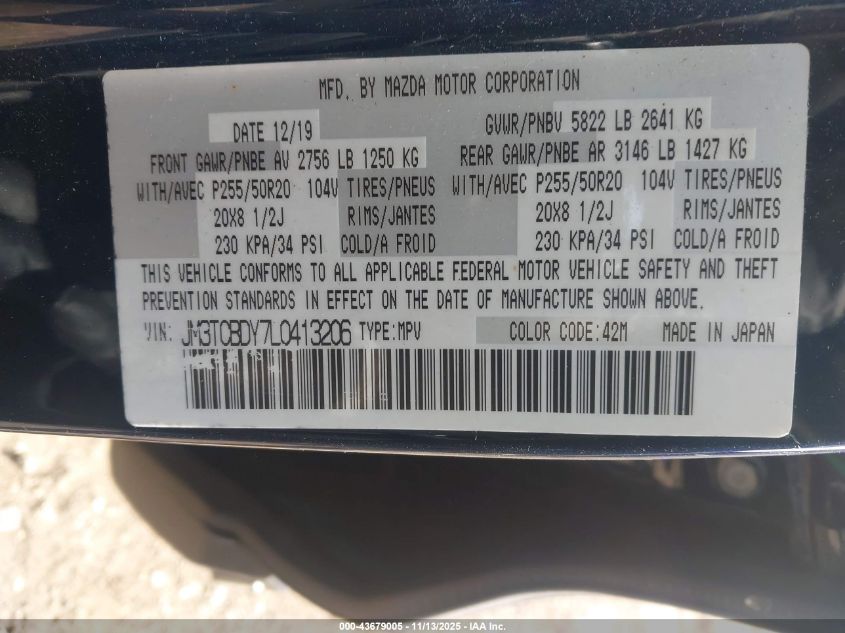 MFD. BY MAZDA MOTOR CORPORATION
DATE 12/19 GVWR/PNBV 5822 LB 2641 KG
FRONT GAWR/PNBE AV 2756 LB 1250 KG REAR GAWR/PNBE AR 3146 LB 1427 KG
WITH/AVEC P255/50R20 104V TIRES/PNEUS WITH/AVEC P255/50R20 104V TIRES/PNEUS
20X8 1/2J RIMS/JANTES 20X8 1/2J RIMS/JANTES
230 KPA/34 PSI COLD/A FROID 230 KPA/34 PSI COLD/A FROID
THIS VEHICLE CONFORMS TO ALL APPLICABLE FEDERAL MOTOR VEHICLE SAFETY AND THEFT
PREVENTION STANDARDS IN EFFECT ON THE DATE OF MANUFACTURE SHOWN ABOVE.
VIN: JM3TCBDY7L0413206 TYPE:MPV COLOR CODE:42M MADE IN JAPAN
000-43679005 - 11/13/2025 - IAA Inc.